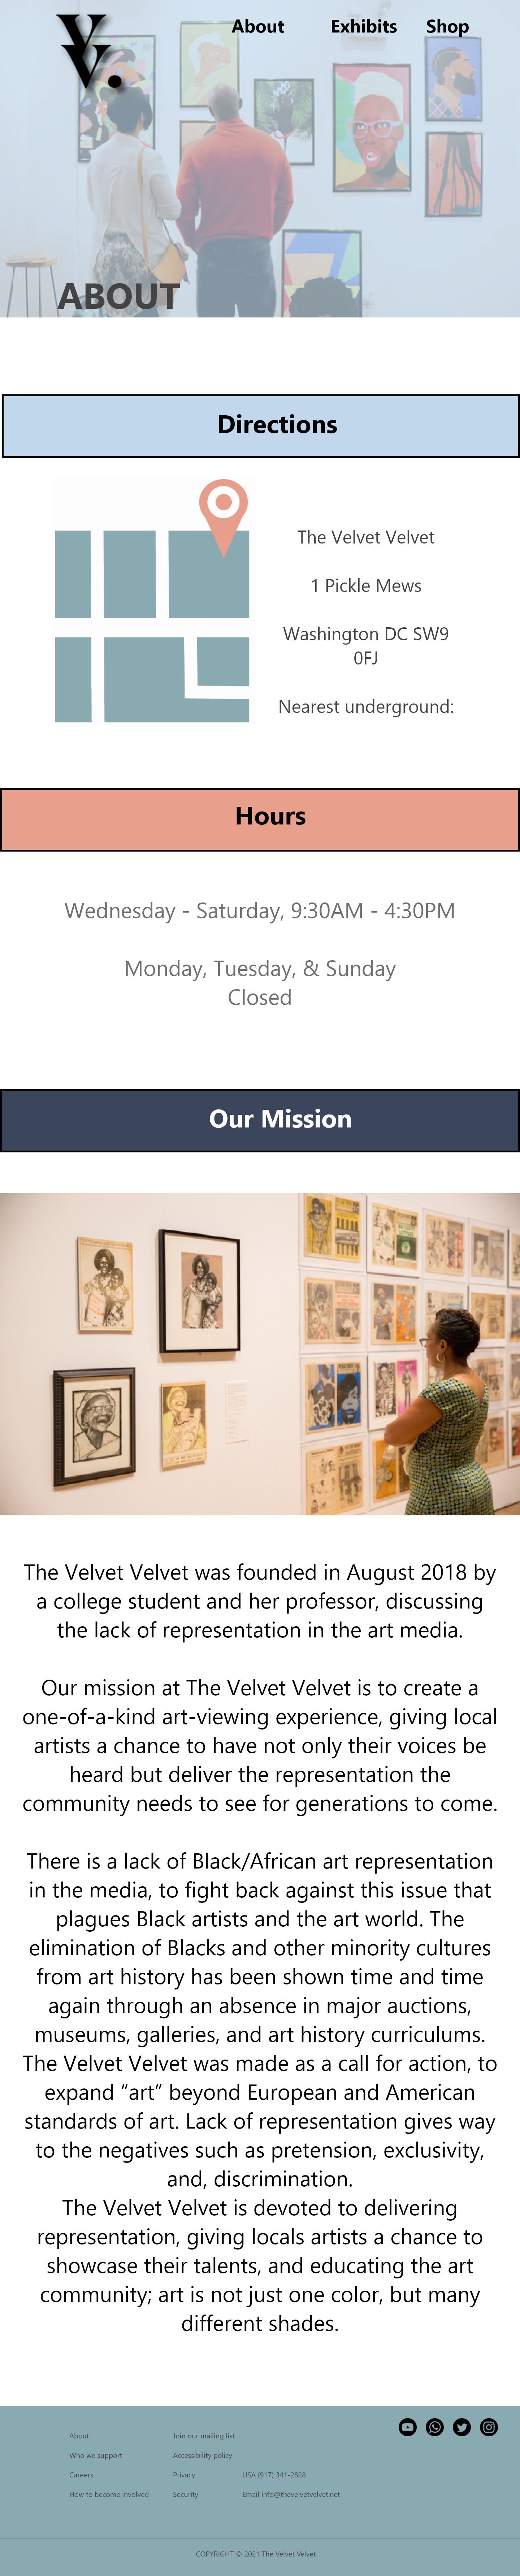 VV.
About Exhibits Shop
ABOUT
Directions
The Velvet Velvet
1 Pickle Mews
Washington DC SW9
0FJ
Nearest underground:
Hours
Wednesday - Saturday, 9:30AM - 4:30PM
Monday, Tuesday, & Sunday
Closed
Our Mission
The Velvet Velvet was founded in August 2018 by
a college student and her professor, discussing
the lack of representation in the art media.
Our mission at The Velvet Velvet is to create a
one-of-a-kind art-viewing experience, giving local
artists a chance to have not only their voices be
heard but deliver the representation the
community needs to see for generations to come.
There is a lack of Black/African art representation
in the media, to fight back against this issue that
plagues Black artists and the art world. The
elimination of Blacks and other minority cultures
from art history has been shown time and time
again through an absence in major auctions,
museums, galleries, and art history curriculums.
The Velvet Velvet was made as a call for action, to
expand “art” beyond European and American
standards of art. Lack of representation gives way
to the negatives such as pretension, exclusivity,
and, discrimination.
The Velvet Velvet is devoted to delivering
representation, giving locals artists a chance to
showcase their talents, and educating the art
community; art is not just one color, but many
different shades.
About
Who we support
Careers
How to become involved
Join our mailing list
Accessibility policy
Privacy
Security
USA (917) 341-2828
Email info@thevelvetvelvet.net
COPYRIGHT © 2021 The Velvet Velvet